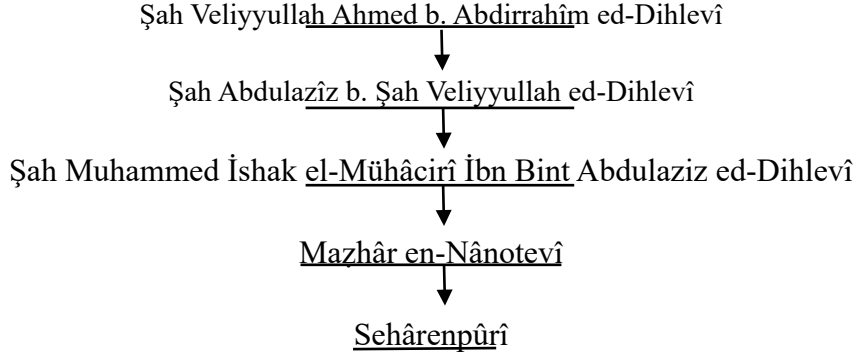 Şah Veliyyullah Ahmed b. Abdirrahîm ed-Dihlevî
Şah Abdulazîz b. Şah Veliyyullah ed-Dihlevî
Şah Muhammed İshak el-Mühâcirî İbn Bint Abdulaziz ed-Dihlevî
Mazhâr en-Nânotevî
Sehârenpûrî